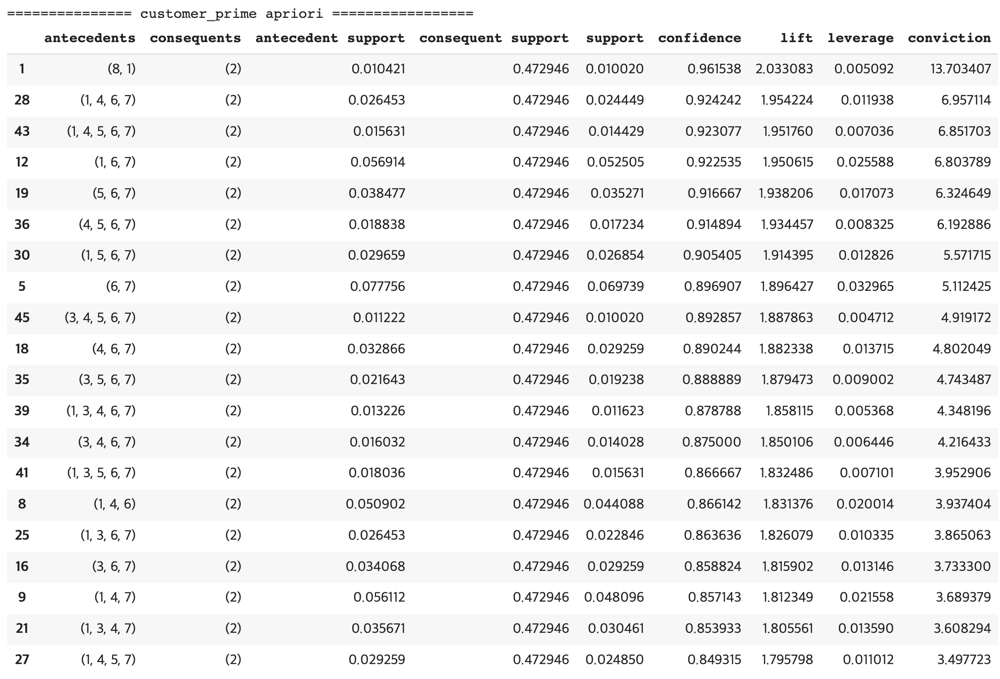 =============== customer_prime apriori =================
antecedents consequents antecedent support consequent support support confidence lift leverage conviction
1 (8, 1) (2) 0.010421 0.472946 0.010020 0.961538 2.033083 0.005092 13.703407
28 (1, 4, 6, 7) (2) 0.026453 0.472946 0.024449 0.924242 1.954224 0.011938 6.957114
43 (1, 4, 5, 6, 7) (2) 0.015631 0.472946 0.014429 0.923077 1.951760 0.007036 6.851703
12 (1, 6, 7) (2) 0.056914 0.472946 0.052505 0.922535 1.950615 0.025588 6.803789
19 (5, 6, 7) (2) 0.038477 0.472946 0.035271 0.916667 1.938206 0.017073 6.324649
36 (4, 5, 6, 7) (2) 0.018838 0.472946 0.017234 0.914894 1.934457 0.008325 6.192886
30 (1, 5, 6, 7) (2) 0.029659 0.472946 0.026854 0.905405 1.914395 0.012826 5.571715
5 (6, 7) (2) 0.077756 0.472946 0.069739 0.896907 1.896427 0.032965 5.112425
45 (3, 4, 5, 6, 7) (2) 0.011222 0.472946 0.010020 0.892857 1.887863 0.004712 4.919172
18 (4, 6, 7) (2) 0.032866 0.472946 0.029259 0.890244 1.882338 0.013715 4.802049
35 (3, 5, 6, 7) (2) 0.021643 0.472946 0.019238 0.888889 1.879473 0.009002 4.743487
39 (1, 3, 4, 6, 7) (2) 0.013226 0.472946 0.011623 0.878788 1.858115 0.005368 4.348196
34 (3, 4, 6, 7) (2) 0.016032 0.472946 0.014028 0.875000 1.850106 0.006446 4.216433
41 (1, 3, 5, 6, 7) (2) 0.018036 0.472946 0.015631 0.866667 1.832486 0.007101 3.952906
8 (1, 4, 6) (2) 0.050902 0.472946 0.044088 0.866142 1.831376 0.020014 3.937404
25 (1, 3, 6, 7) (2) 0.026453 0.472946 0.022846 0.863636 1.826079 0.010335 3.865063
16 (3, 6, 7) (2) 0.034068 0.472946 0.029259 0.858824 1.815902 0.013146 3.733300
9 (1, 4, 7) (2) 0.056112 0.472946 0.048096 0.857143 1.812349 0.021558 3.689379
21 (1, 3, 4, 7) (2) 0.035671 0.472946 0.030461 0.853933 1.805561 0.013590 3.608294
27 (1, 4, 5, 7) (2) 0.029259 0.472946 0.024850 0.849315 1.795798 0.011012 3.497723